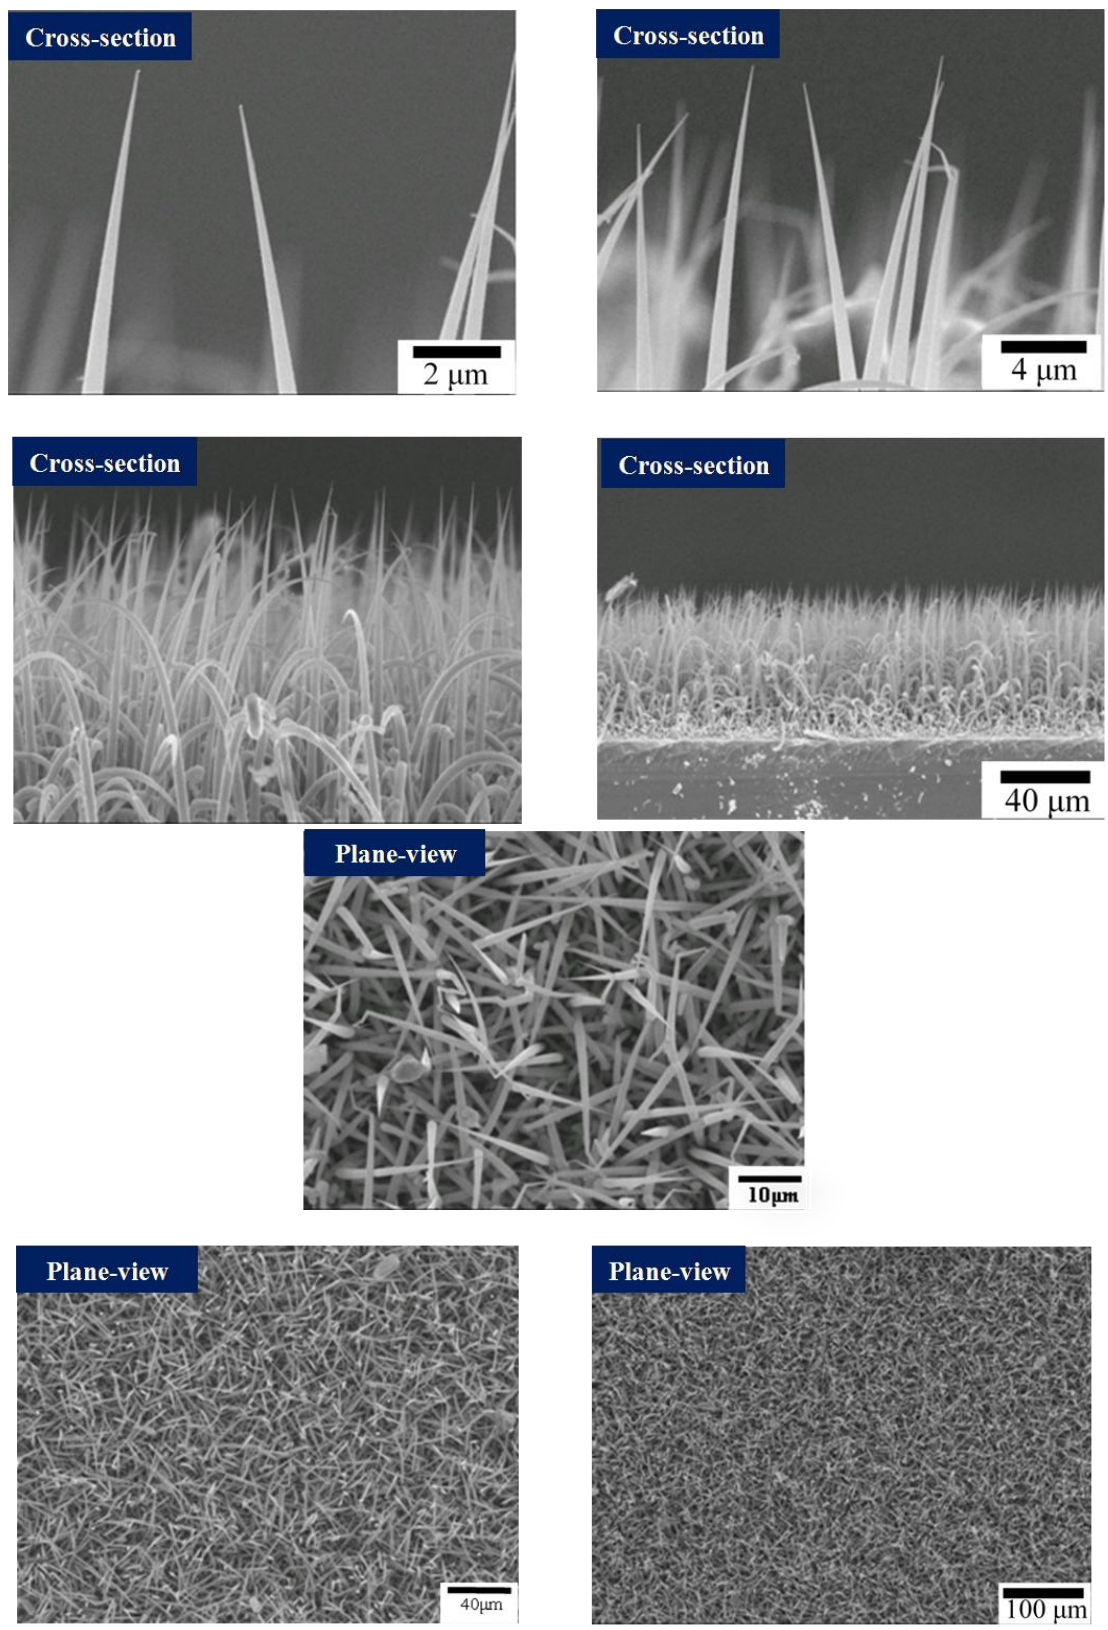 Cross-section
Cross-section
2 μm
4 μm
Cross-section
Cross-section
40 μm
Plane-view
10μm
Plane-view
Plane-view
40μm
100 μm